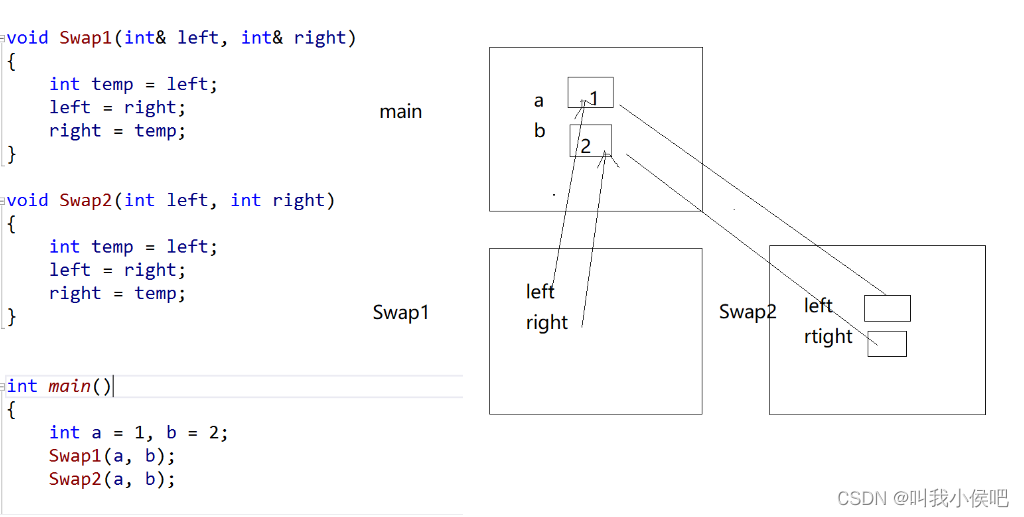 void Swap1(int& left, int& right)
{
    int temp = left;
    left = right;
    right = temp;
}
void Swap2(int left, int right)
{
    int temp = left;
    left = right;
    right = temp;
}
int main()
{
    int a = 1, b = 2;
    Swap1(a, b);
    Swap2(a, b);
main
a 1
b 2
Swap1
left
right
Swap2
left
rtight
CSDN @叫我小侯吧